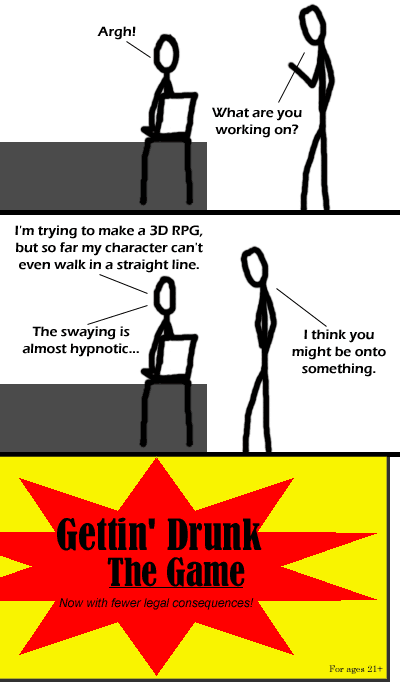 Argh!
What are you
working on?
I'm trying to make a 3D RPG,
but so far my character can't
even walk in a straight line.
The swaying is
almost hypnotic...
I think you
might be onto
something.
Gettin' Drunk
The Game
Now with fewer legal consequences!
For ages 21+